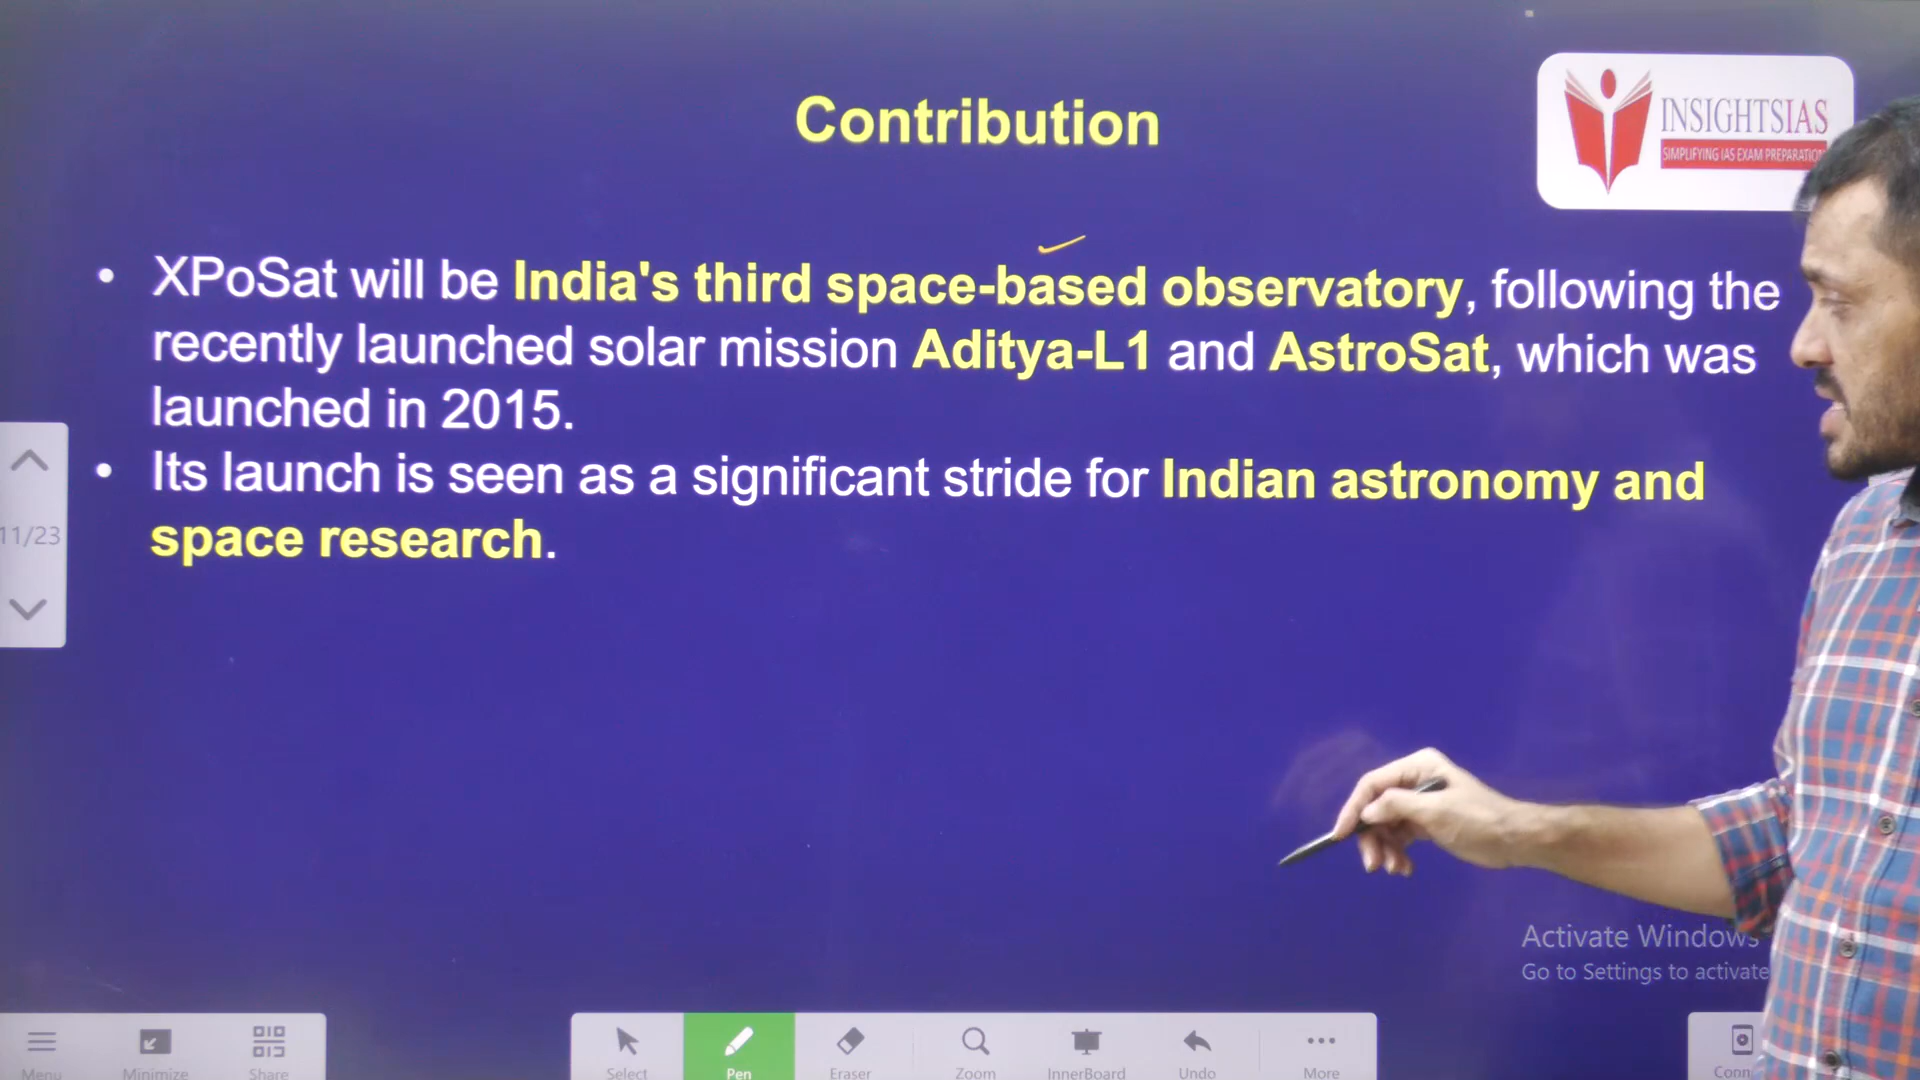 Contribution
INSIGHTSIAS
SIMPLIFYING IAS EXAM PREPARATION
• XPoSat will be India's third space-based observatory, following the
recently launched solar mission Aditya-L1 and AstroSat, which was
launched in 2015.
• Its launch is seen as a significant stride for Indian astronomy and
space research.
11/23
Activate Windows
Go to Settings to activate
Menu Minimize Share Select Pen Eraser Zoom InnerBoard Undo More